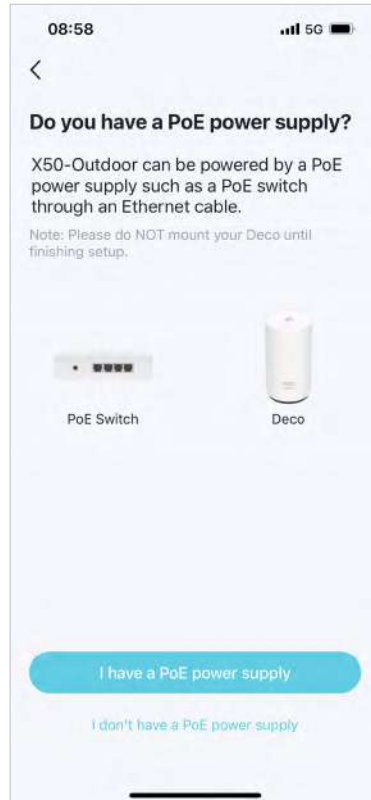 08:58
5G
Do you have a PoE power supply?
X50-Outdoor can be powered by a PoE
power supply such as a PoE switch
through an Ethernet cable.
Note: Please do NOT mount your Deco until
finishing setup.
PoE Switch
Deco
I have a PoE power supply
I don't have a PoE power supply